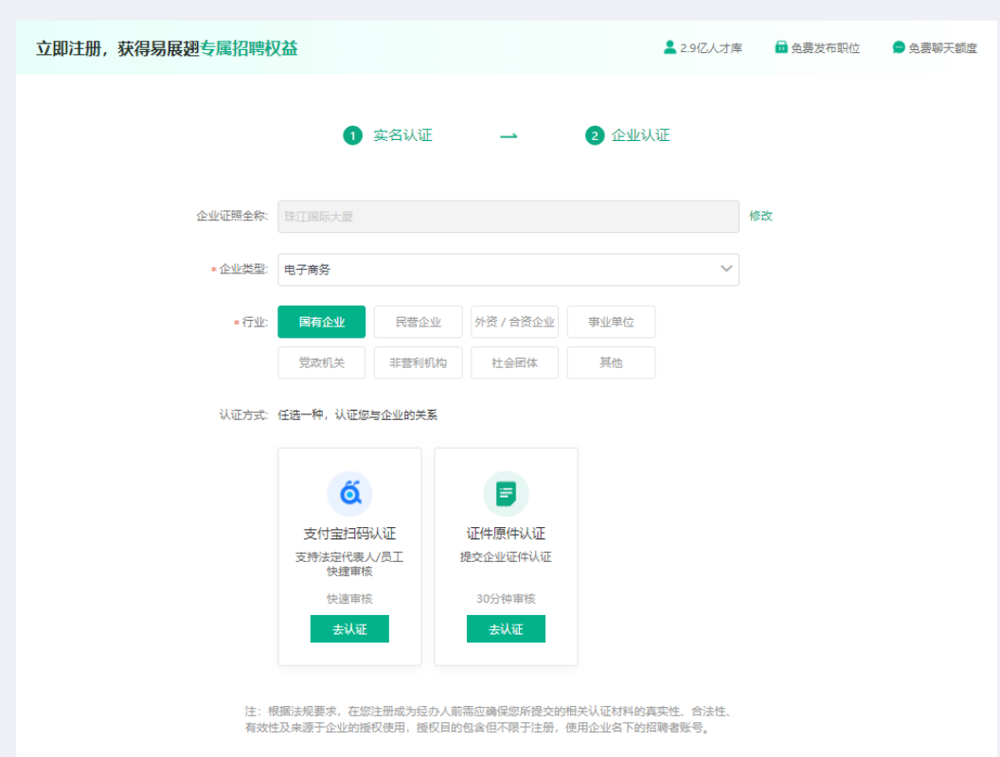 立即注册，获得易展翅专属招聘权益
2.9亿人才库
免费发布职位
免费聊天额度
1 实名认证
2 企业认证
企业证照全称: 珠江国际大厦 修改
*企业类型: 电子商务
*行业: 国有企业 民营企业 外资 / 合资企业 事业单位
党政机关 非营利机构 社会团体 其他
认证方式: 任选一种，认证您与企业的关系
支付宝扫码认证
支持法定代表人/员工
快捷审核
快速审核
去认证
证件原件认证
提交企业证件认证
30分钟审核
去认证
注：根据法规要求，在您注册成为经办人前需应确保您所提交的相关认证材料的真实性、合法性、
有效性及来源于企业的授权使用，授权目的包含但不限于注册，使用企业名下的招聘者账号。